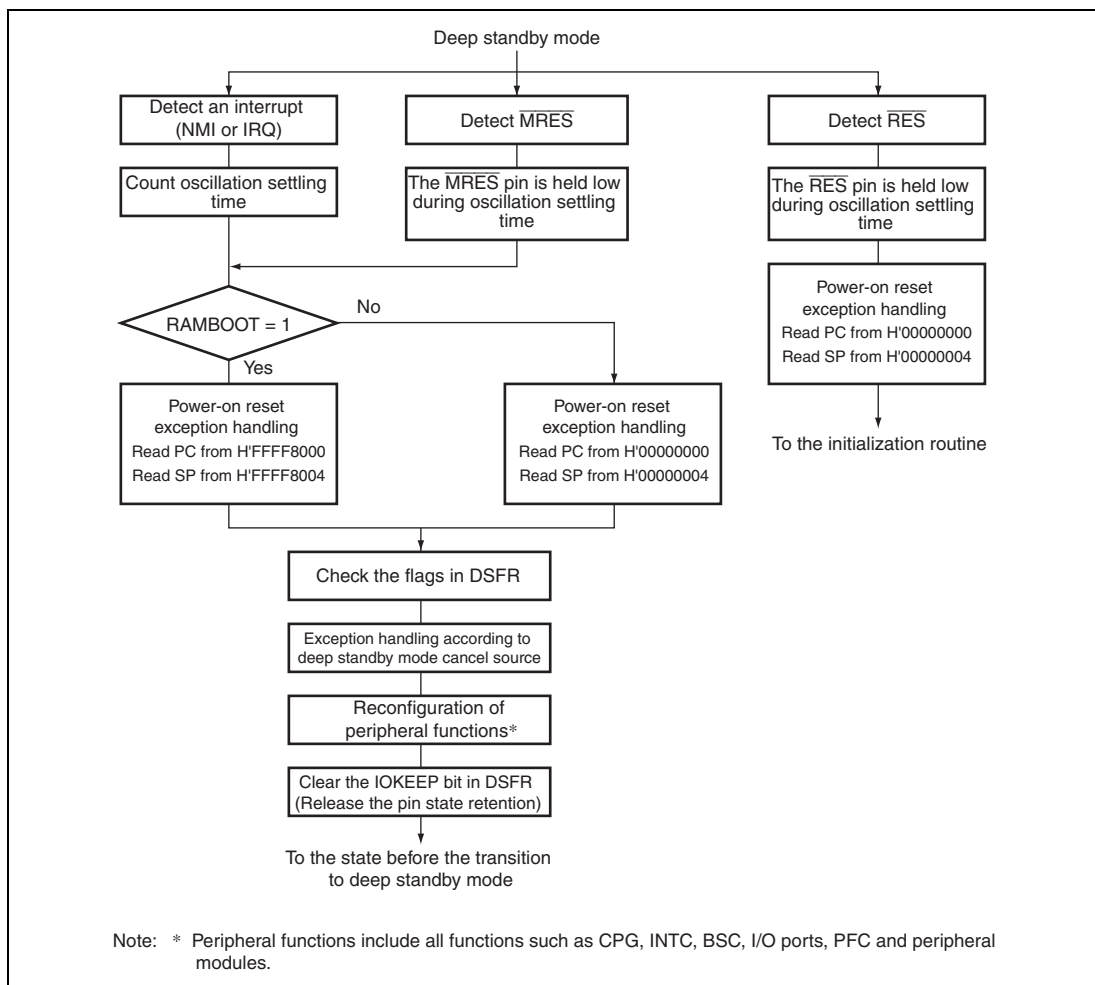 Deep standby mode
Detect an interrupt
(NMI or IRQ)
Detect MRES
Detect RES
Count oscillation settling
time
The MRES pin is held low
during oscillation settling
time
The RES pin is held low
during oscillation settling
time
RAMBOOT = 1
No
Yes
Power-on reset
exception handling
Read PC from H'00000000
Read SP from H'00000004
To the initialization routine
Power-on reset
exception handling
Read PC from H'FFFF8000
Read SP from H'FFFF8004
Power-on reset
exception handling
Read PC from H'00000000
Read SP from H'00000004
Check the flags in DSFR
Exception handling according to
deep standby mode cancel source
Reconfiguration of
peripheral functions*
Clear the IOKEEP bit in DSFR
(Release the pin state retention)
To the state before the transition
to deep standby mode
Note: * Peripheral functions include all functions such as CPG, INTC, BSC, I/O ports, PFC and peripheral
modules.